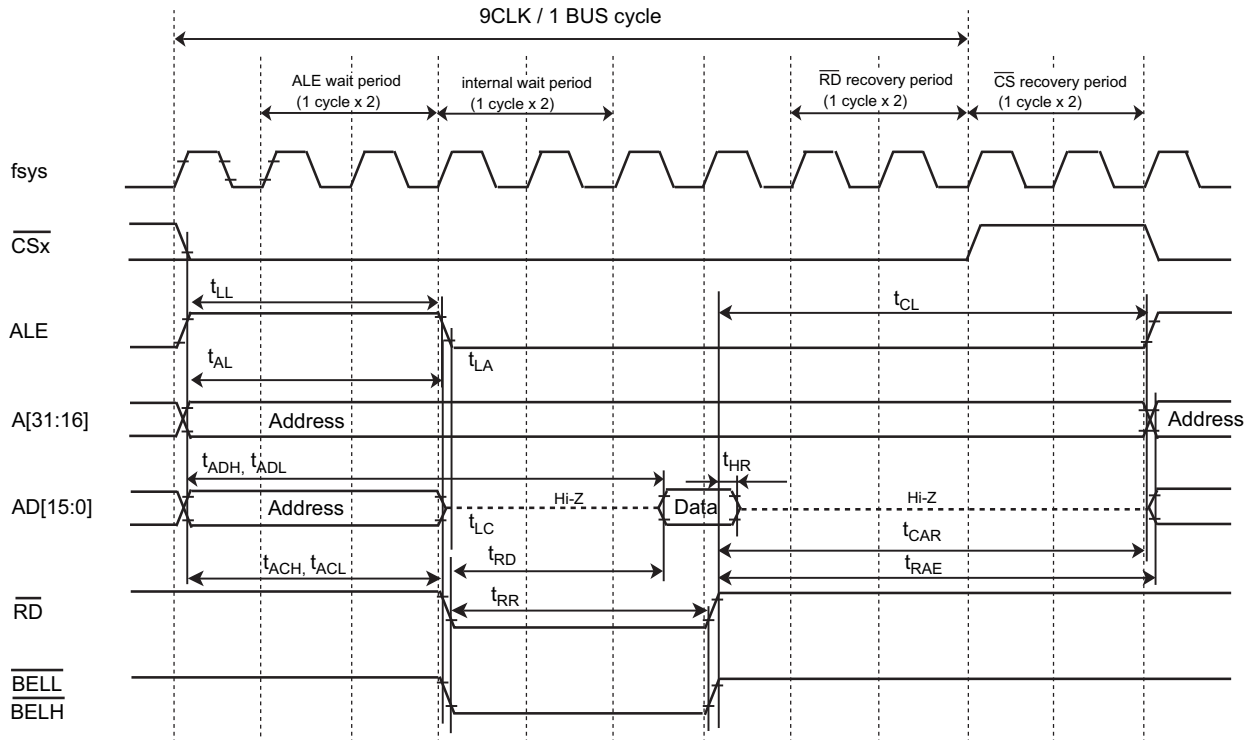 9CLK / 1 BUS cycle
ALE wait period
(1 cycle x 2)
internal wait period
(1 cycle x 2)
RD recovery period
(1 cycle x 2)
CS recovery period
(1 cycle x 2)
fsys
CSx
tLL
tCL
ALE
tAL
tLA
A[31:16]
Address
Address
tADH, tADL
tHR
AD[15:0]
Address
Hi-Z
Data
Hi-Z
tLC
tCAR
tACH, tACL
tRD
tRAE
RD
tRR
BELL
BELH